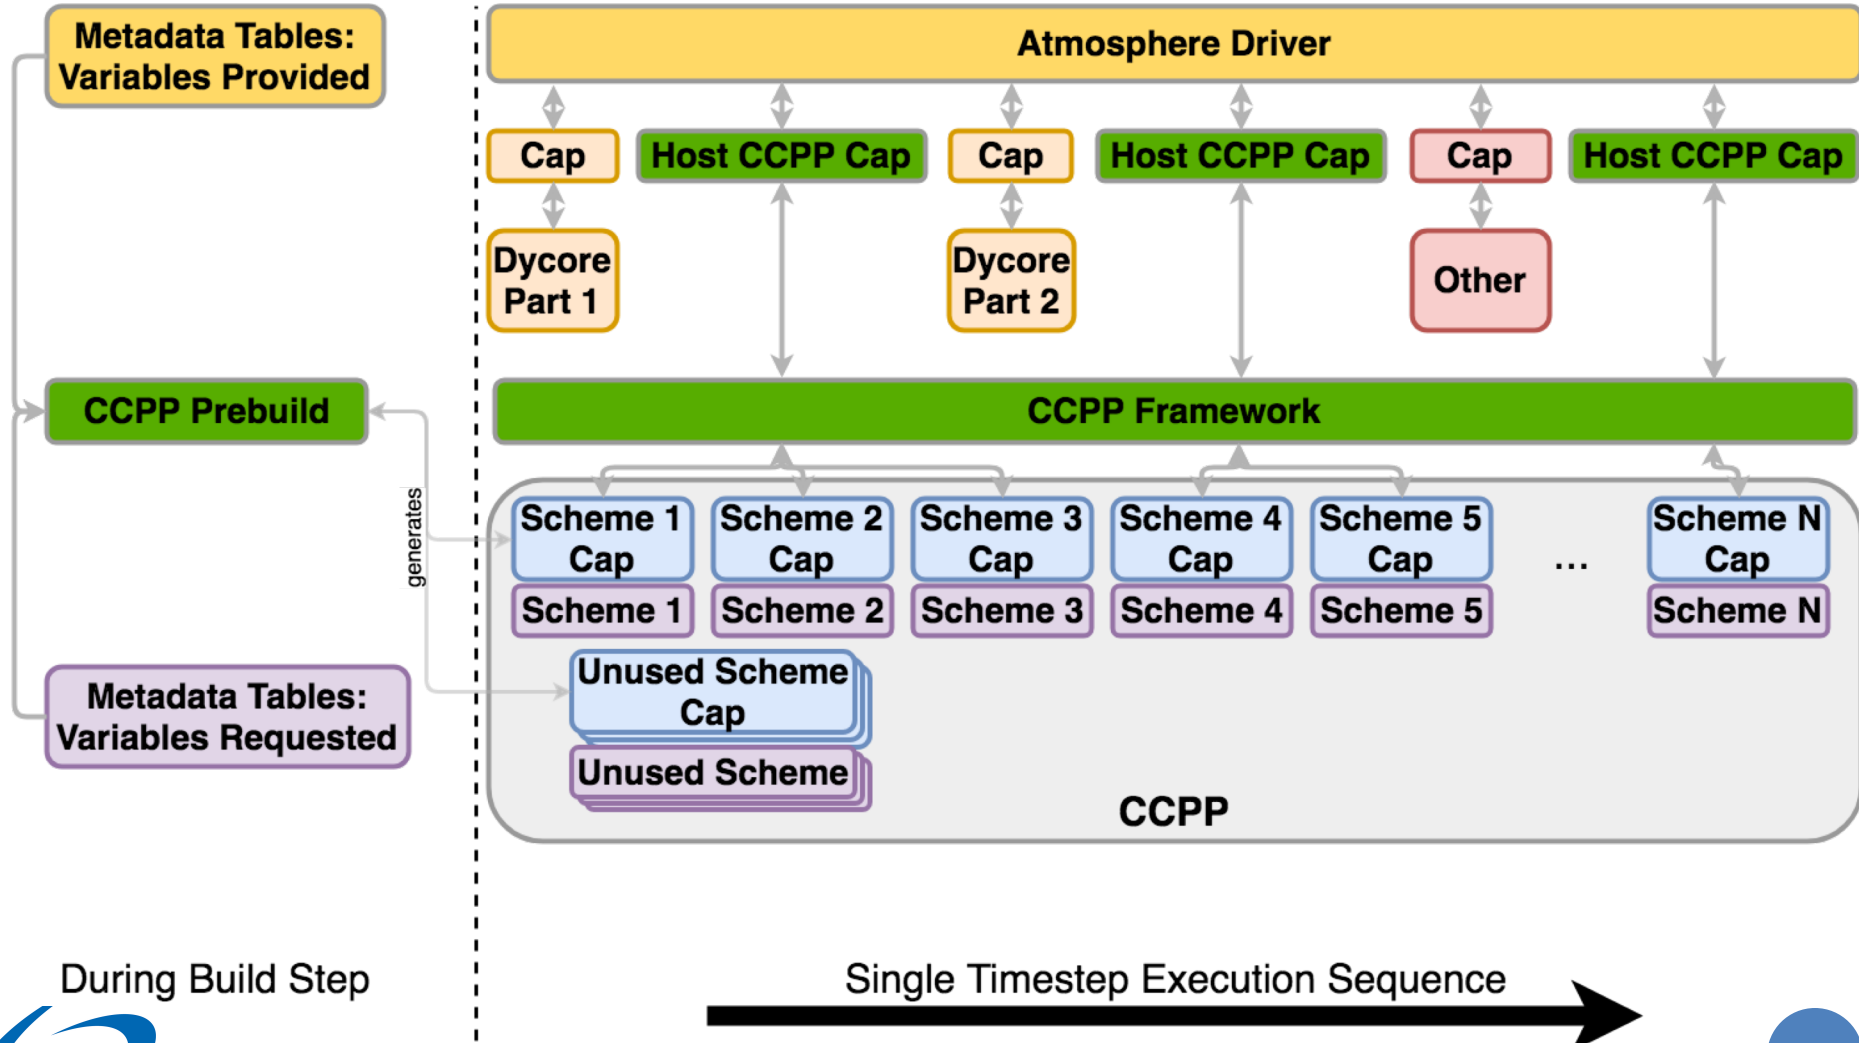 Metadata Tables:
Variables Provided
CCPP Prebuild
generates
Metadata Tables:
Variables Requested
During Build Step
Atmosphere Driver
Cap
Host CCPP Cap
Cap
Host CCPP Cap
Cap
Host CCPP Cap
Dycore
Part 1
Dycore
Part 2
Other
CCPP Framework
Scheme 1
Cap
Scheme 2
Cap
Scheme 3
Cap
Scheme 4
Cap
Scheme 5
Cap
...
Scheme N
Cap
Scheme 1
Scheme 2
Scheme 3
Scheme 4
Scheme 5
Scheme N
Unused Scheme
Cap
Unused Scheme
CCPP
Single Timestep Execution Sequence